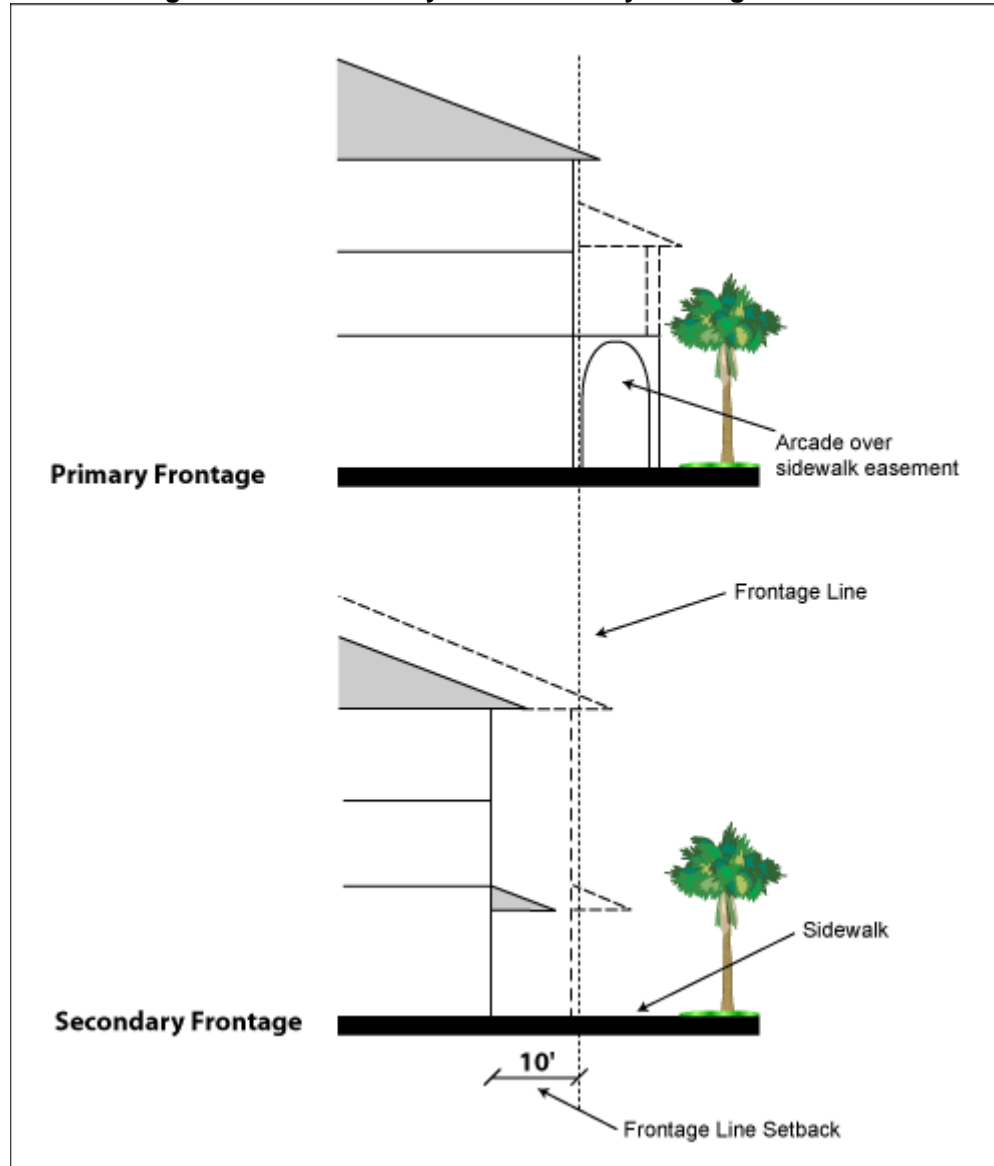 Arcade over
sidewalk easement
Primary Frontage
Frontage Line
Sidewalk
Secondary Frontage
10'
Frontage Line Setback